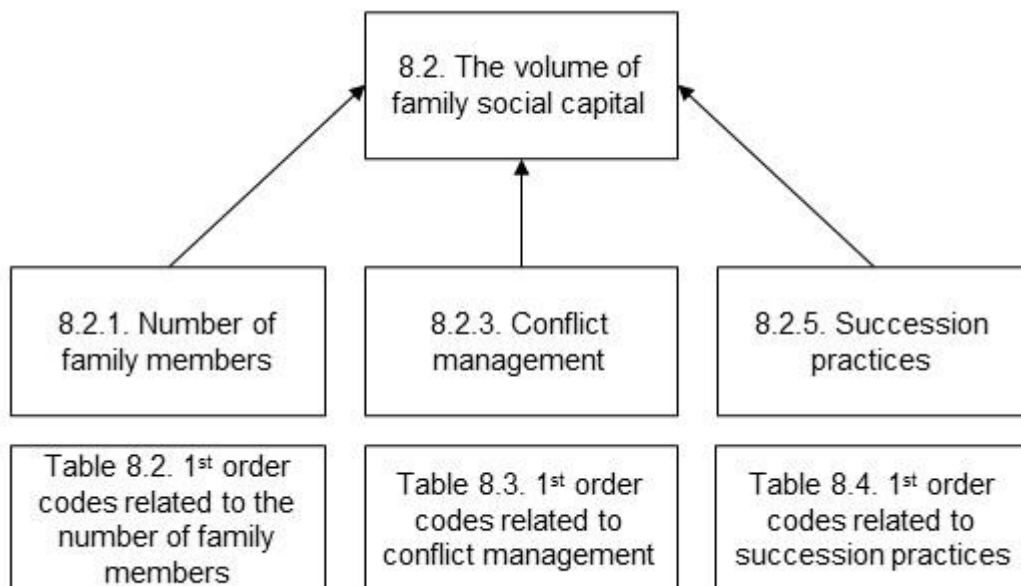 8.2. The volume of
family social capital
8.2.1. Number of
family members
8.2.3. Conflict
management
8.2.5. Succession
practices
Table 8.2. 1st order
codes related to the
number of family
members
Table 8.3. 1st order
codes related to
conflict management
Table 8.4. 1st order
codes related to
succession practices